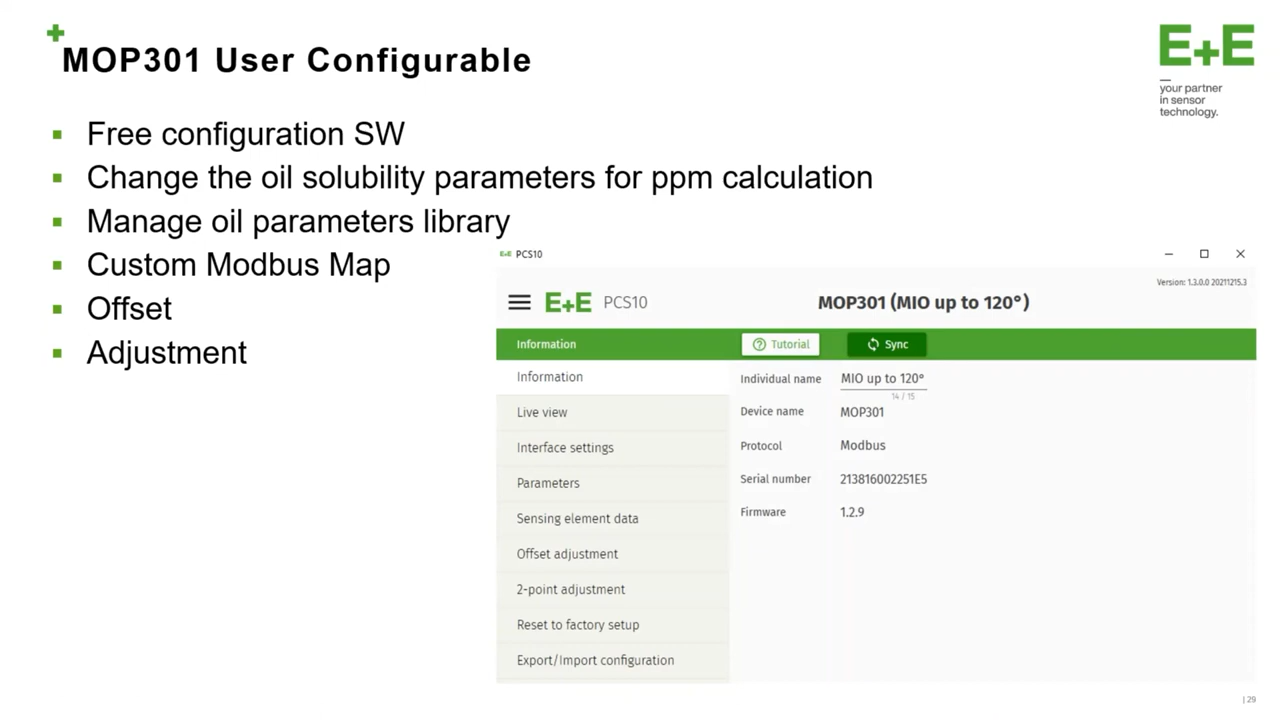 MOP301 User Configurable
E+E
your partner
in sensor
technology.
Free configuration SW
Change the oil solubility parameters for ppm calculation
Manage oil parameters library
Custom Modbus Map
Offset
Adjustment
E+E PCS10
Version: 1.3.0.0 20211215.3
E+E PCS10
MOP301 (MIO up to 120°)
Information
Tutorial
Sync
Information
Live view
Interface settings
Parameters
Sensing element data
Offset adjustment
2-point adjustment
Reset to factory setup
Export/Import configuration
Individual name MIO up to 120°
14 / 15
Device name MOP301
Protocol Modbus
Serial number 213816002251E5
Firmware 1.2.9
| 29